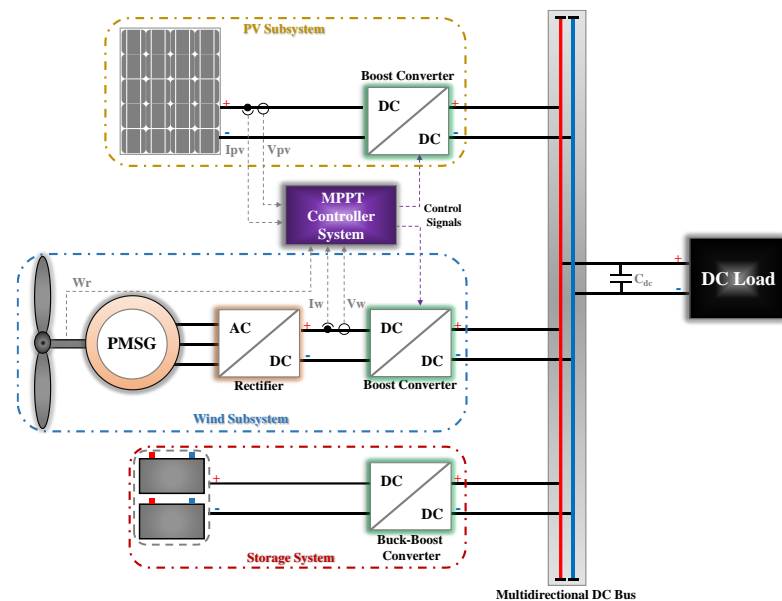 PV Subsystem
Boost Converter
+
DC
+
-
DC
-
Ipv
Vpv
MPPT
Controller
System
Control
Signals
Wr
Iw
Vw
+
-
DC Load
C_dc
PMSG
AC
DC
+
-
Rectifier
DC
DC
+
-
Boost Converter
Wind Subsystem
+
-
DC
DC
+
-
Buck-Boost
Converter
Storage System
Multidirectional DC Bus